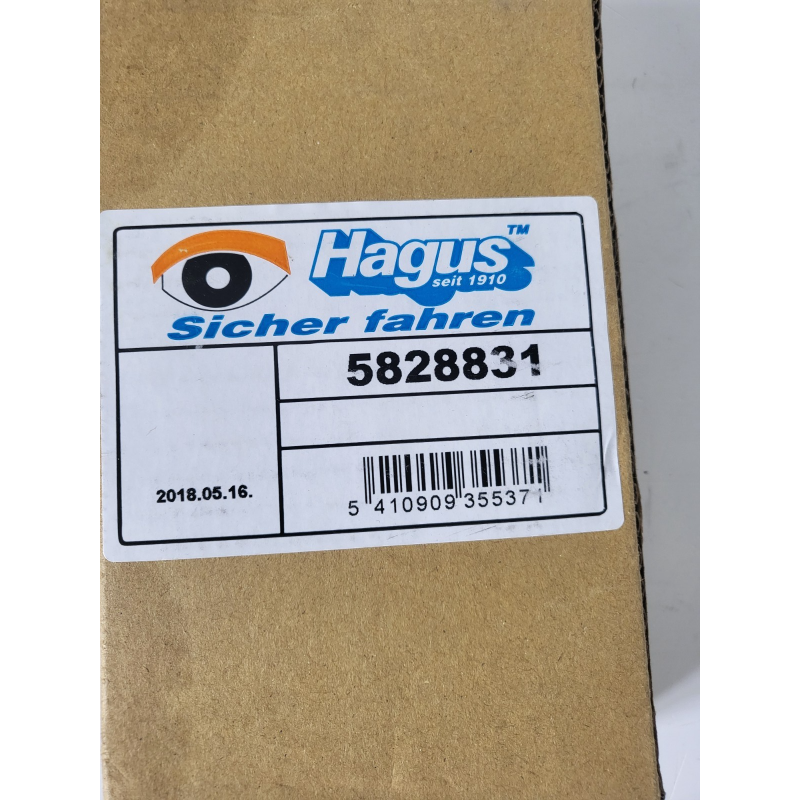 Hagus™
seit 1910
Sicher fahren
5828831
2018.05.16.
5 410909 355371